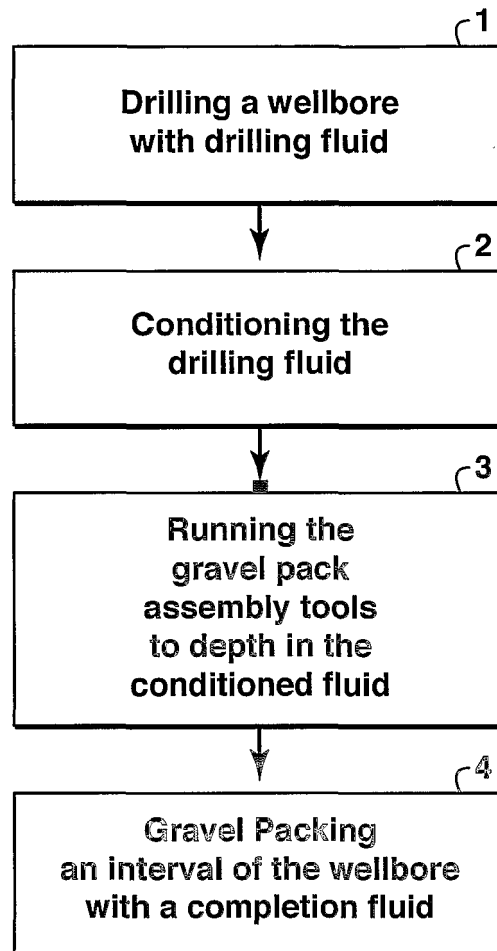 1
Drilling a wellbore
with drilling fluid
2
Conditioning the
drilling fluid
3
Running the
gravel pack
assembly tools
to depth in the
conditioned fluid
4
Gravel Packing
an interval of the wellbore
with a completion fluid